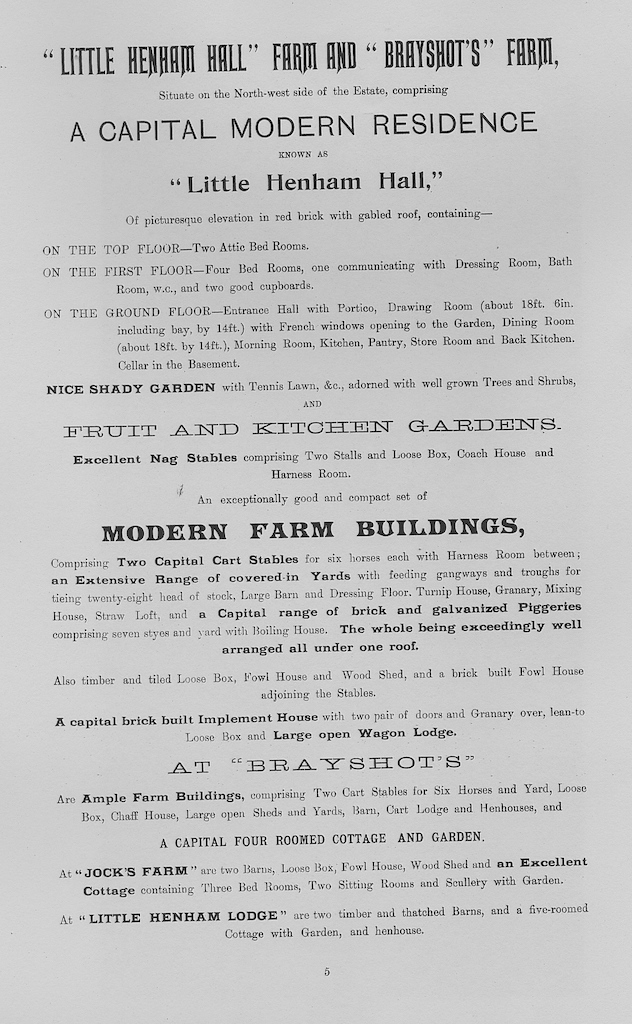 "LITTLE HENHAM HALL" FARM AND "BRAYSHOT'S" FARM,
Situate on the North-west side of the Estate, comprising
A CAPITAL MODERN RESIDENCE
KNOWN AS
"Little Henham Hall,"
Of picturesque elevation in red brick with gabled roof, containing—
ON THE TOP FLOOR—Two Attic Bed Rooms.
ON THE FIRST FLOOR—Four Bed Rooms, one communicating with Dressing Room, Bath
Room, w.c., and two good cupboards.
ON THE GROUND FLOOR—Entrance Hall with Portico, Drawing Room (about 18ft. 6in.
including bay, by 14ft.) with French windows opening to the Garden, Dining Room
(about 18ft. by 14ft.), Morning Room, Kitchen, Pantry, Store Room and Back Kitchen.
Cellar in the Basement.
NICE SHADY GARDEN with Tennis Lawn, &c., adorned with well grown Trees and Shrubs,
AND
FRUIT AND KITCHEN GARDENS.
Excellent Nag Stables comprising Two Stalls and Loose Box, Coach House and
Harness Room.
An exceptionally good and compact set of
MODERN FARM BUILDINGS,
Comprising Two Capital Cart Stables for six horses each with Harness Room between;
an Extensive Range of covered-in Yards with feeding gangways and troughs for
tieing twenty-eight head of stock, Large Barn and Dressing Floor. Turnip House, Granary, Mixing
House, Straw Loft, and a Capital range of brick and galvanized Piggeries
comprising seven styes and yard with Boiling House. The whole being exceedingly well
arranged all under one roof.
Also timber and tiled Loose Box, Fowl House and Wood Shed, and a brick built Fowl House
adjoining the Stables.
A capital brick built Implement House with two pair of doors and Granary over, lean-to
Loose Box and Large open Wagon Lodge.
AT "BRAYSHOT'S"
Are Ample Farm Buildings, comprising Two Cart Stables for Six Horses and Yard, Loose
Box, Chaff House, Large open Sheds and Yards, Barn, Cart Lodge and Henhouses, and
A CAPITAL FOUR ROOMED COTTAGE AND GARDEN.
At "JOCK'S FARM" are two Barns, Loose Box, Fowl House, Wood Shed and an Excellent
Cottage containing Three Bed Rooms, Two Sitting Rooms and Scullery with Garden.
At "LITTLE HENHAM LODGE" are two timber and thatched Barns, and a five-roomed
Cottage with Garden, and henhouse.
5